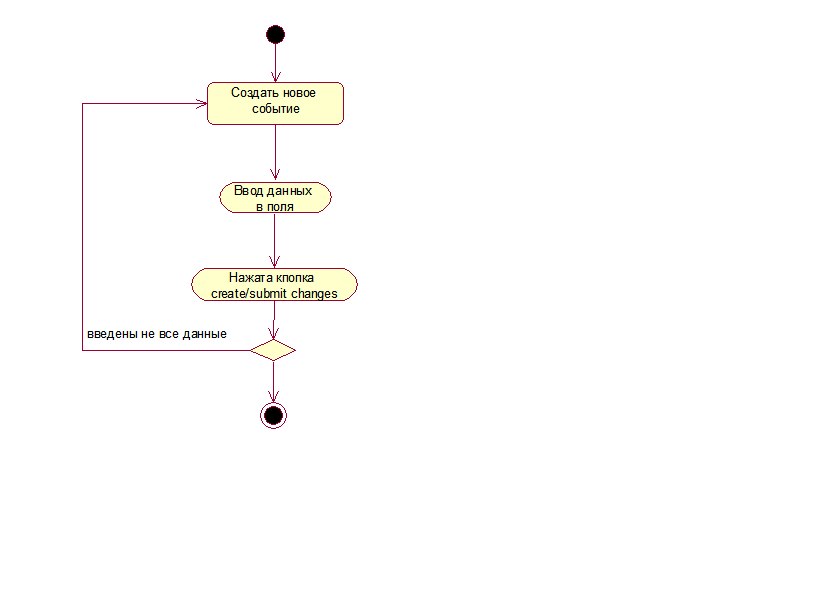 Создать новое
событие
Ввод данных
в поля
Нажата кпопка
create/submit changes
введены не все данные